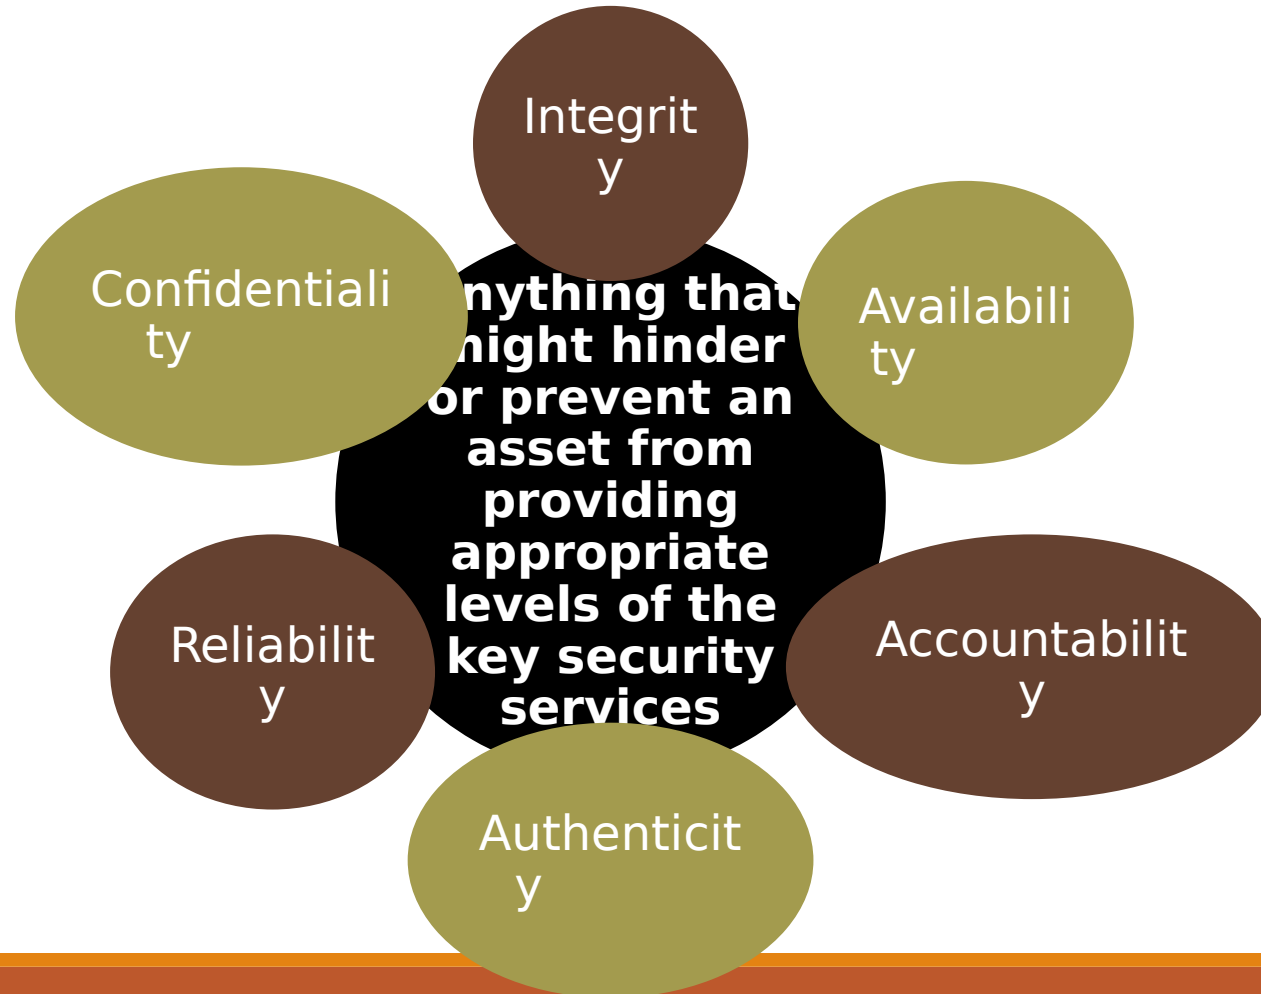 Integrit
y
Confidentiali
ty
Availabili
ty
nything that
might hinder
or prevent an
asset from
providing
appropriate
levels of the
key security
services
Reliabilit
y
Accountabilit
y
Authenticit
y